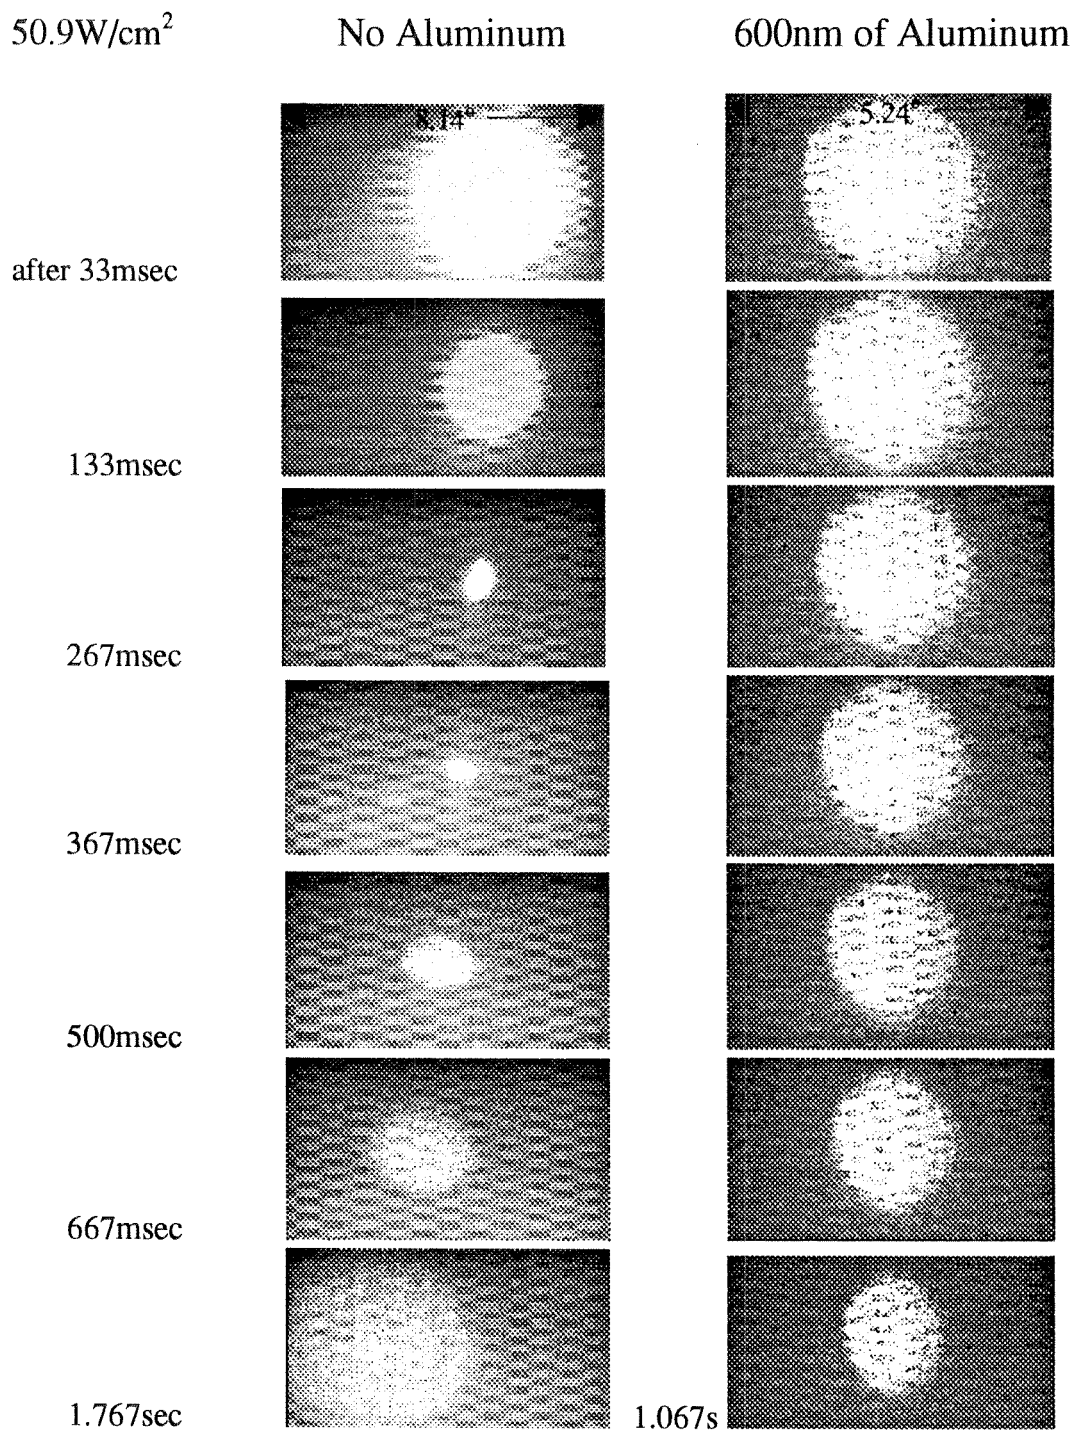 50.9W/cm² No Aluminum 600nm of Aluminum
8.14° 5.24°
after 33msec
133msec
267msec
367msec
500msec
667msec
1.767sec 1.067s